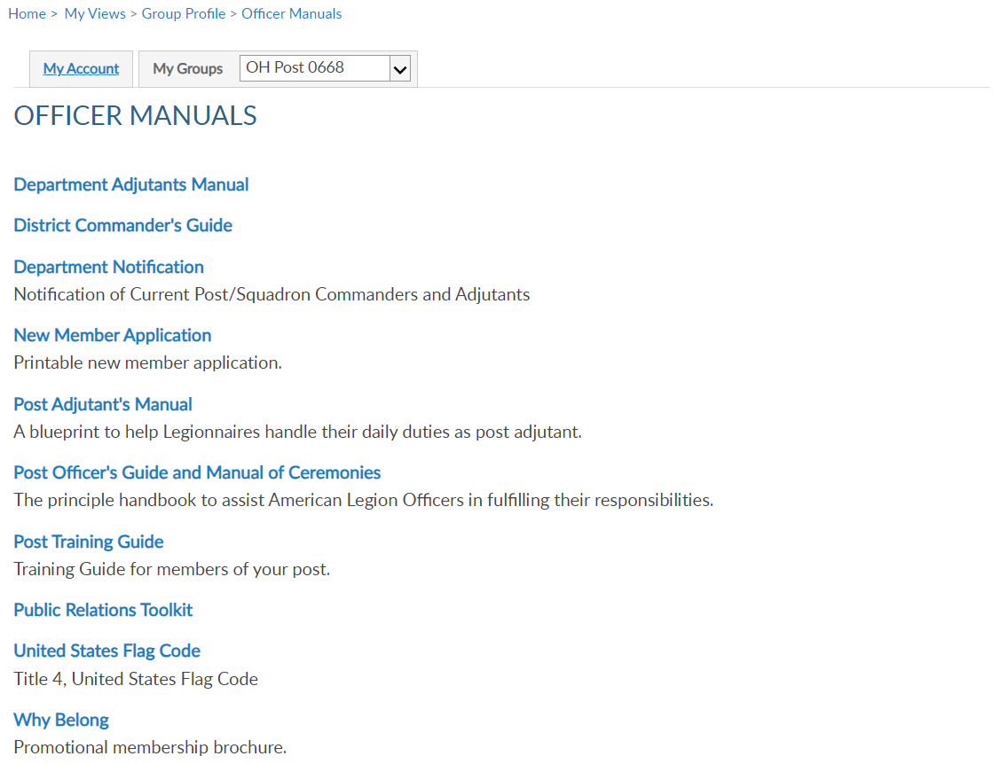 Home > My Views > Group Profile > Officer Manuals
My Account My Groups OH Post 0668
OFFICER MANUALS
Department Adjutants Manual
District Commander's Guide
Department Notification
Notification of Current Post/Squadron Commanders and Adjutants
New Member Application
Printable new member application.
Post Adjutant's Manual
A blueprint to help Legionnaires handle their daily duties as post adjutant.
Post Officer's Guide and Manual of Ceremonies
The principle handbook to assist American Legion Officers in fulfilling their responsibilities.
Post Training Guide
Training Guide for members of your post.
Public Relations Toolkit
United States Flag Code
Title 4, United States Flag Code
Why Belong
Promotional membership brochure.